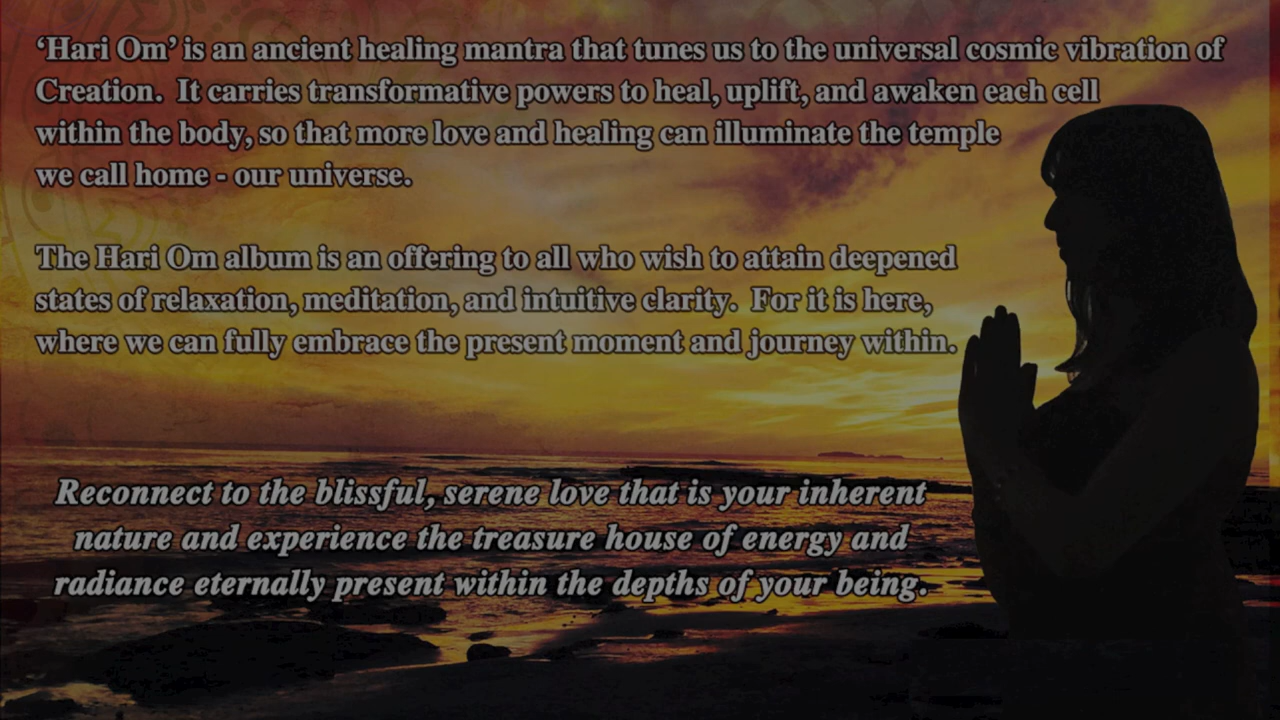 ‘Hari Om’ is an ancient healing mantra that tunes us to the universal cosmic vibration of
Creation.  It carries transformative powers to heal, uplift, and awaken each cell
within the body, so that more love and healing can illuminate the temple
we call home - our universe.
The Hari Om album is an offering to all who wish to attain deepened
states of relaxation, meditation, and intuitive clarity.  For it is here,
where we can fully embrace the present moment and journey within.
Reconnect to the blissful, serene love that is your inherent
nature and experience the treasure house of energy and
radiance eternally present within the depths of your being.